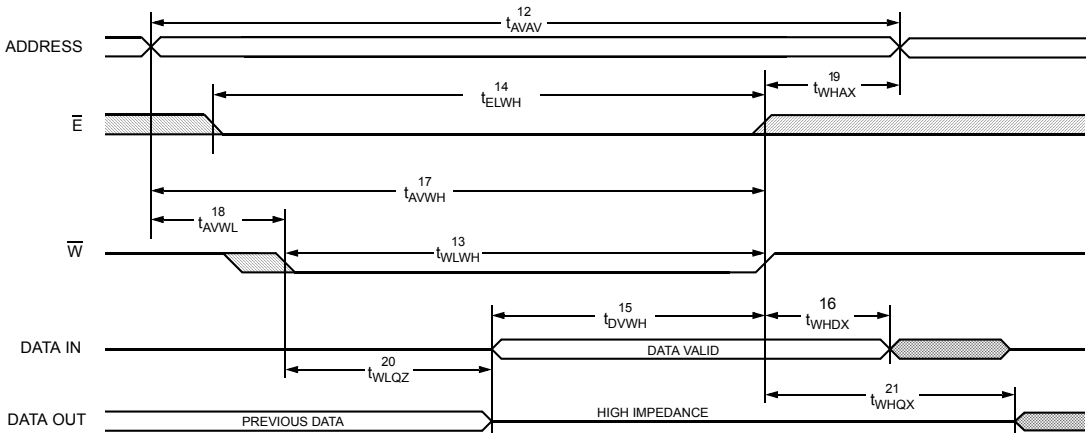 12
tAVAV
ADDRESS
14
tELWH
19
tWHAX
E
17
tAVWH
18
tAVWL
W
13
tWLWH
15
tDVWH
16
tWHDX
DATA IN
DATA VALID
20
tWLQZ
21
tWHQX
DATA OUT
PREVIOUS DATA
HIGH IMPEDANCE